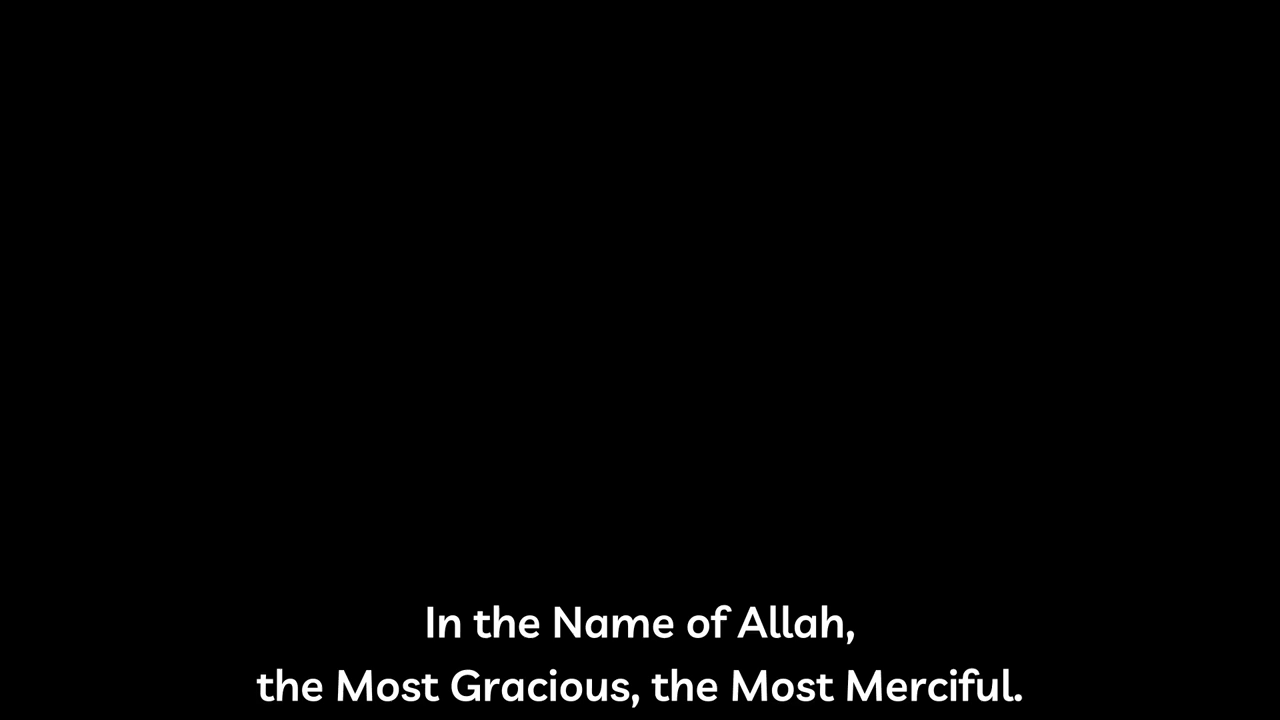 In the Name of Allah,
the Most Gracious, the Most Merciful.